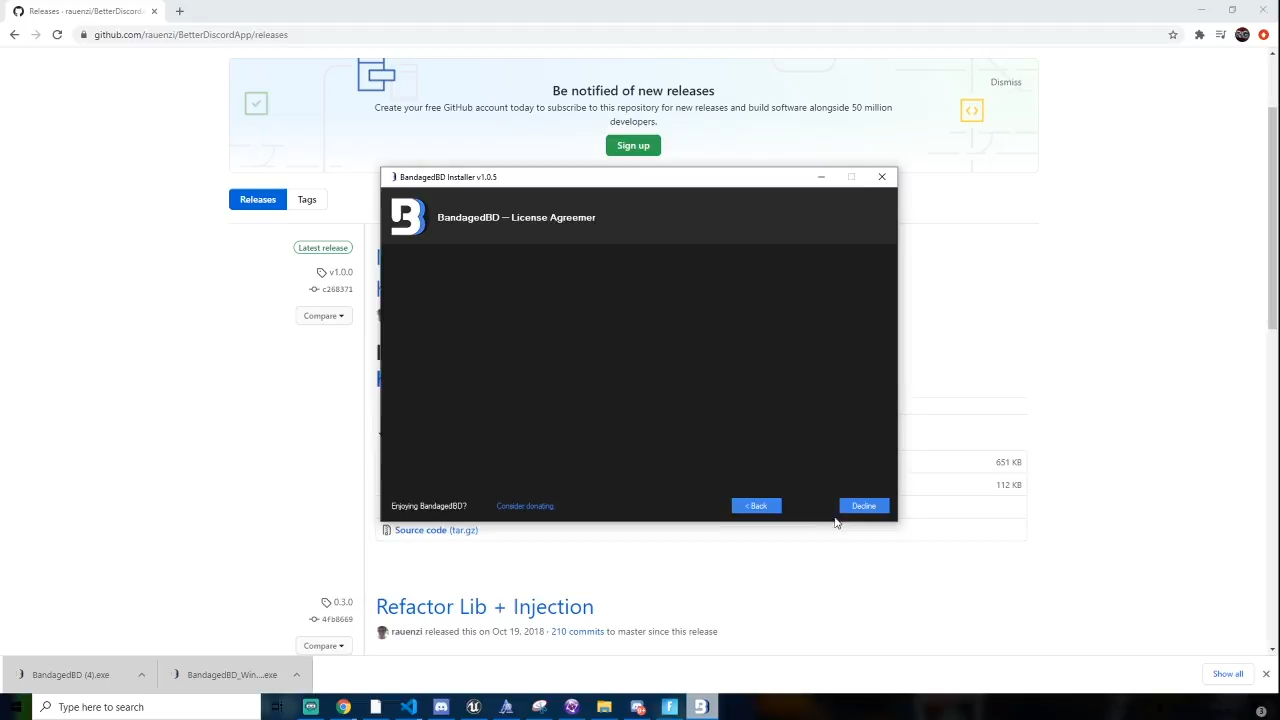 Releases · rauenzi/BetterDiscord
github.com/rauenzi/BetterDiscordApp/releases
Be notified of new releases
Dismiss
Create your free GitHub account today to subscribe to this repository for new releases and build software alongside 50 million
developers.
Sign up
Releases
Tags
BandagedBD Installer v1.0.5
BandagedBD — License Agreemer
Latest release
v1.0.0
c268371
Compare
651 KB
112 KB
Enjoying BandagedBD?
Consider donating.
< Back
Decline
Source code (tar.gz)
0.3.0
Refactor Lib + Injection
4fb8669
rauenzi released this on Oct 19, 2018 · 210 commits to master since this release
Compare
BandagedBD (4).exe
BandagedBD_Win....exe
Show all
Type here to search